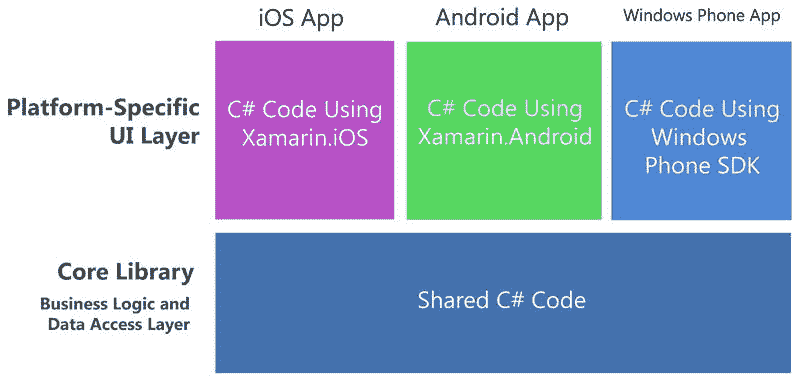 iOS App
Android App
Windows Phone App
Platform-Specific
UI Layer
C# Code Using
Xamarin.iOS
C# Code Using
Xamarin.Android
C# Code Using
Windows
Phone SDK
Core Library
Business Logic and
Data Access Layer
Shared C# Code